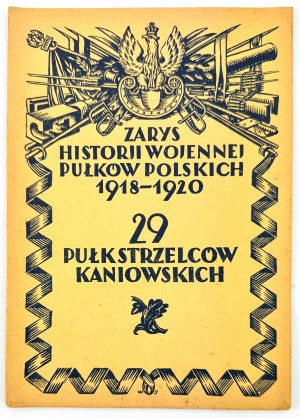 ZARYS
HISTORJI WOJENNEJ
PUŁKÓW POLSKICH
1918-1920
29
PUŁK STRZELCÓW
KANIOWSKICH